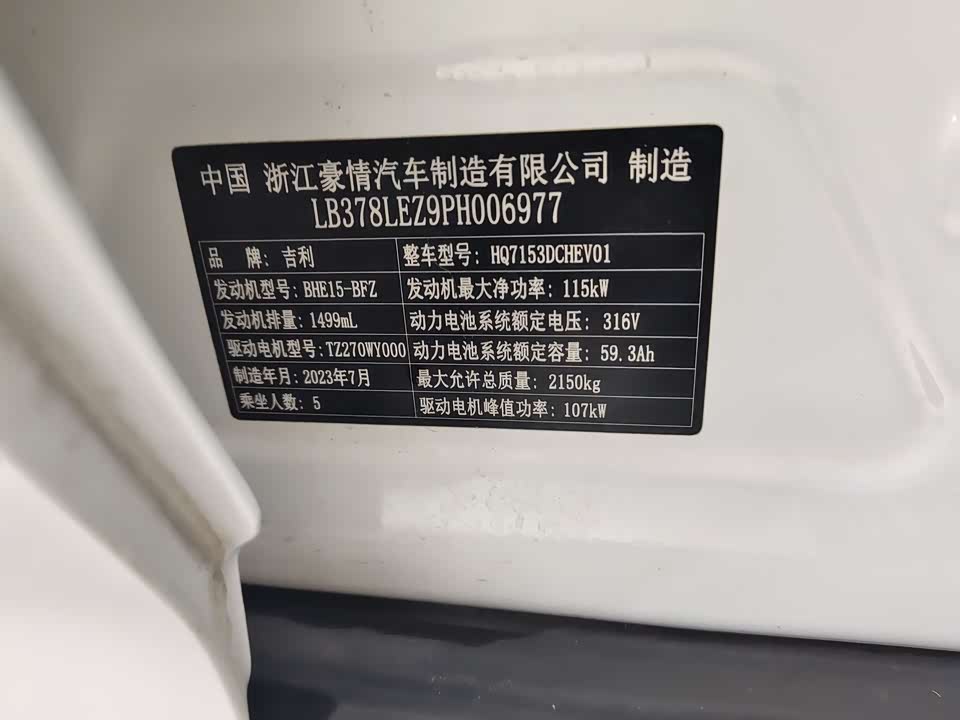 中国 浙江豪情汽车制造有限公司 制造
LB378LEZ9PH006977
品 牌: 吉利 整车型号: HQ7153DCHEV01
发动机型号: BHE15-BFZ 发动机最大净功率: 115kW
发动机排量: 1499mL 动力电池系统额定电压: 316V
驱动电机型号: TZ270WY000 动力电池系统额定容量: 59.3Ah
制造年月: 2023年7月 最大允许总质量: 2150kg
乘坐人数: 5 驱动电机峰值功率: 107kW